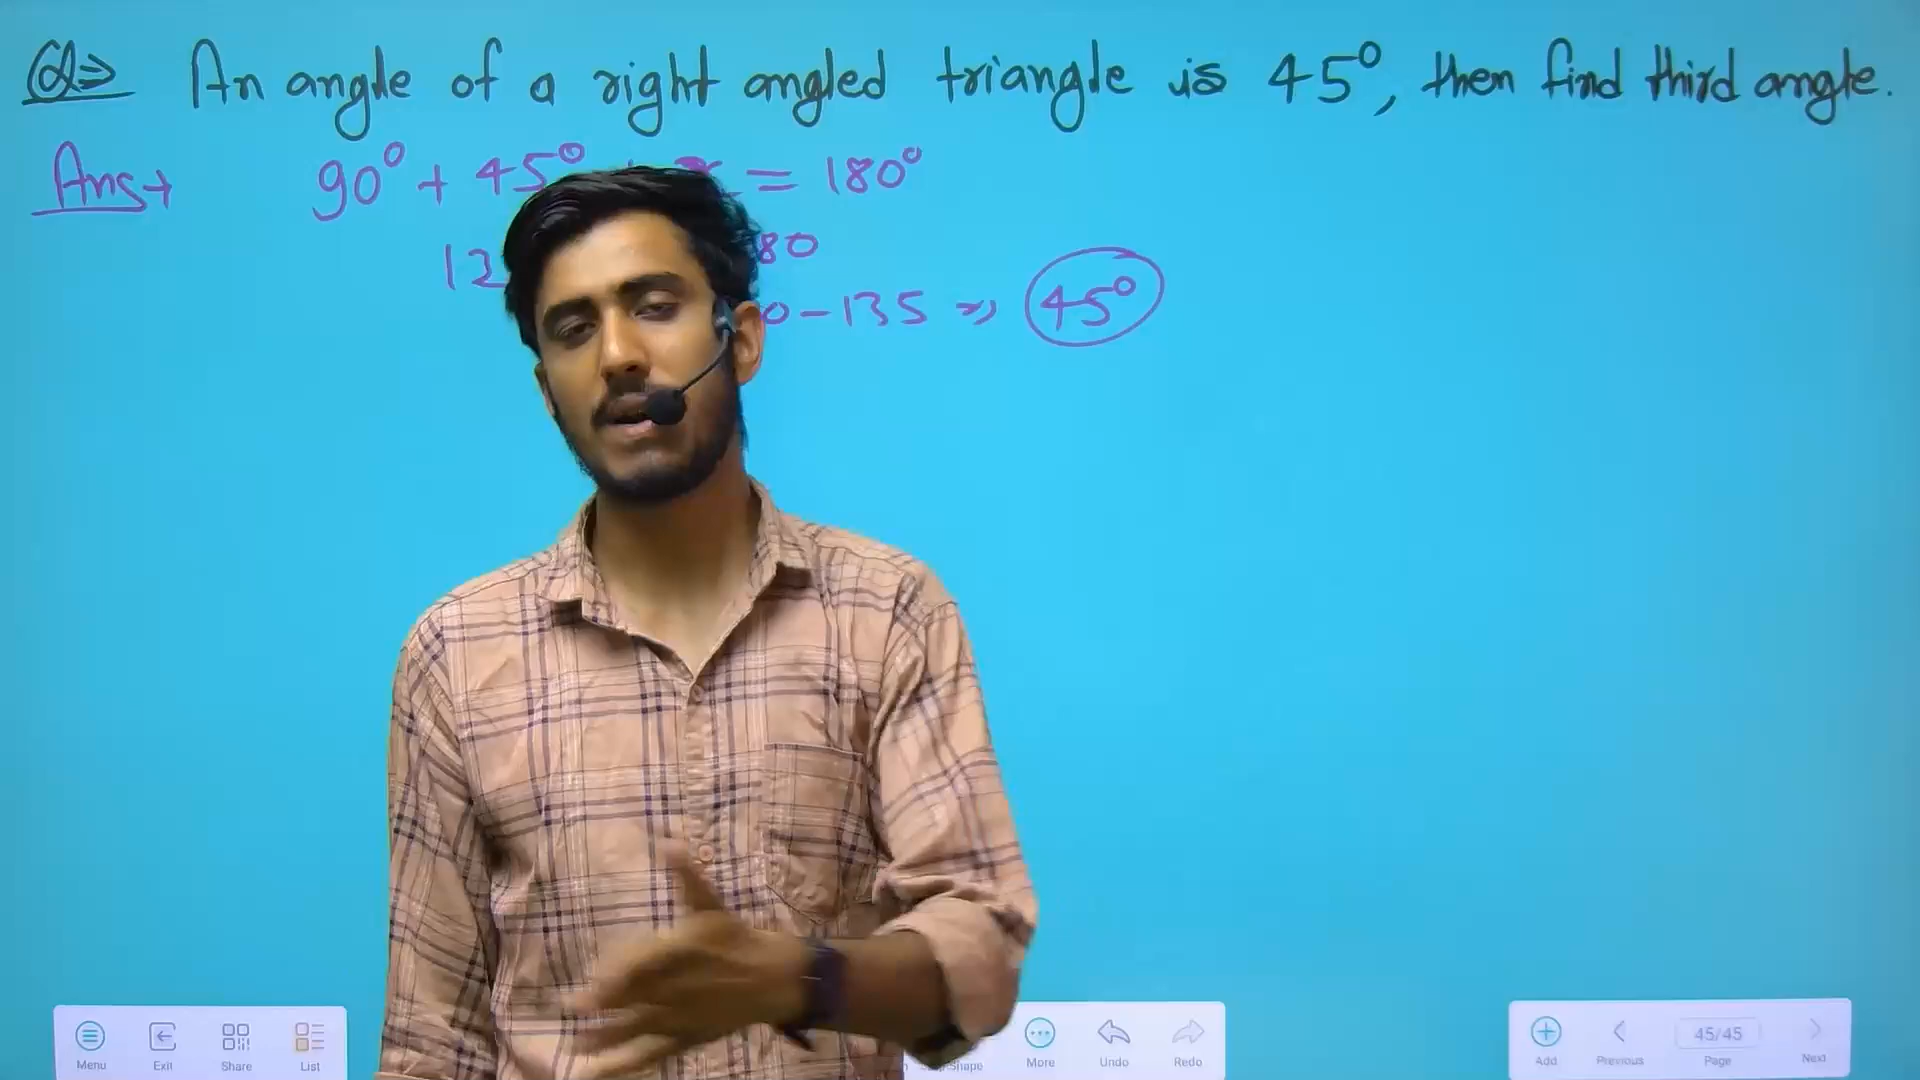 Q⇒ An angle of a right angled triangle is 45°, then find third angle.
Ans→ 90° + 45° + x = 180°
12 80
0-135 ⇒ 45°
Menu Exit Share List Shape More Undo Redo Add Previous 45/45 Page Next